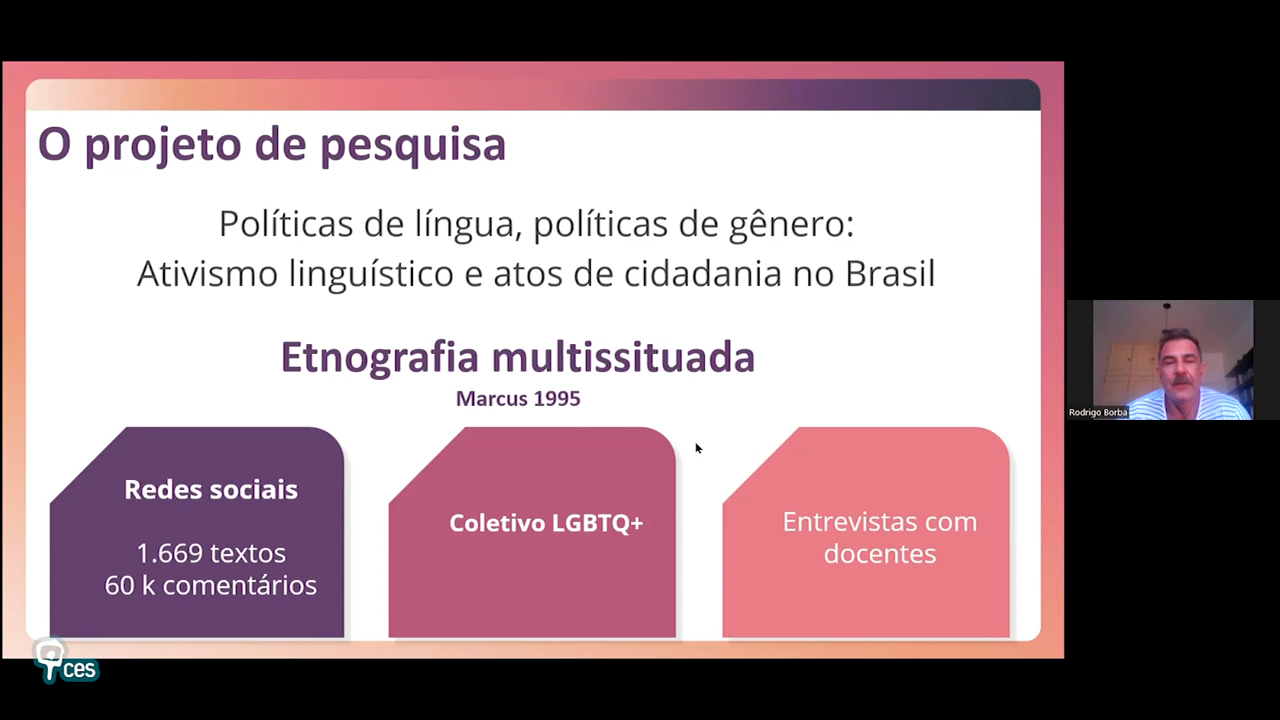 O projeto de pesquisa
Políticas de língua, políticas de gênero:
Ativismo linguístico e atos de cidadania no Brasil
Etnografia multissituada
Marcus 1995
Redes sociais
1.669 textos
60 k comentários
Coletivo LGBTQ+
Entrevistas com
docentes
Rodrigo Borba
ces